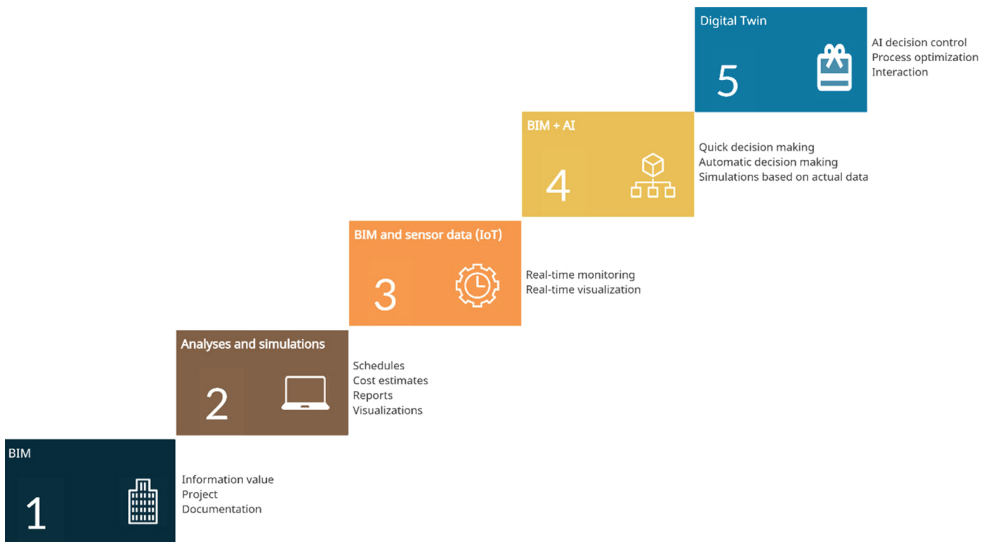 Digital Twin
5
AI decision control
Process optimization
Interaction
BIM + AI
4
Quick decision making
Automatic decision making
Simulations based on actual data
BIM and sensor data (IoT)
3
Real-time monitoring
Real-time visualization
Analyses and simulations
2
Schedules
Cost estimates
Reports
Visualizations
BIM
1
Information value
Project
Documentation